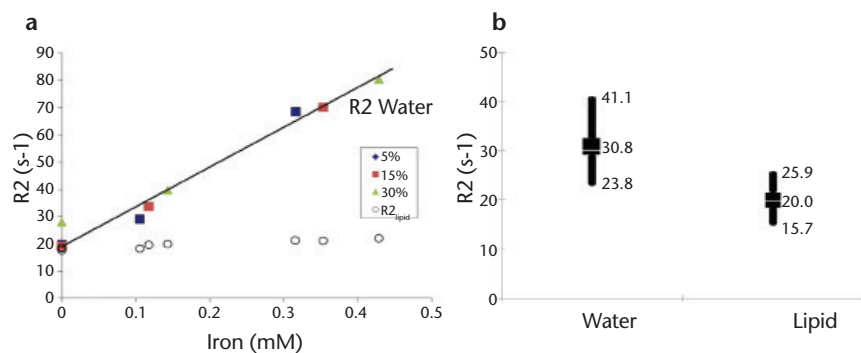 a
90
80
70
60
50
40
30
20
10
0
R2 (s-1)
0 0.1 0.2 0.3 0.4 0.5
Iron (mM)
R2 Water
5%
15%
30%
R2lipid
b
50
40
30
20
10
0
R2 (s-1)
41.1
30.8
23.8
25.9
20.0
15.7
Water Lipid